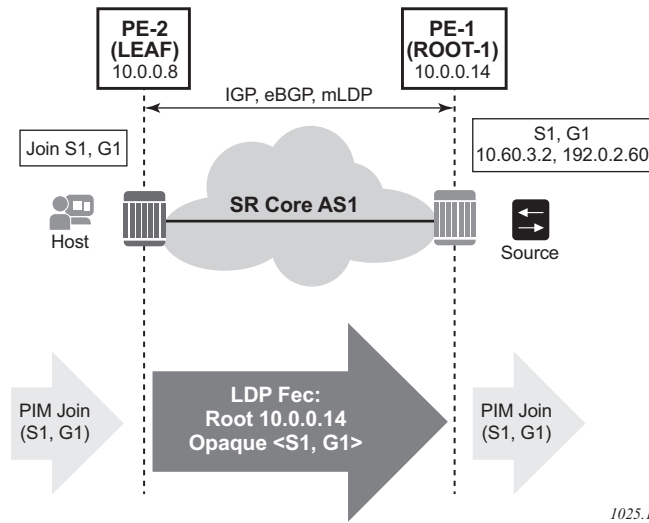 PE-2
(LEAF)
10.0.0.8
PE-1
(ROOT-1)
10.0.0.14
IGP, eBGP, mLDP
Join S1, G1
S1, G1
10.60.3.2, 192.0.2.60
SR Core AS1
Host
Source
PIM Join
(S1, G1)
LDP Fec:
Root 10.0.0.14
Opaque <S1, G1>
PIM Join
(S1, G1)